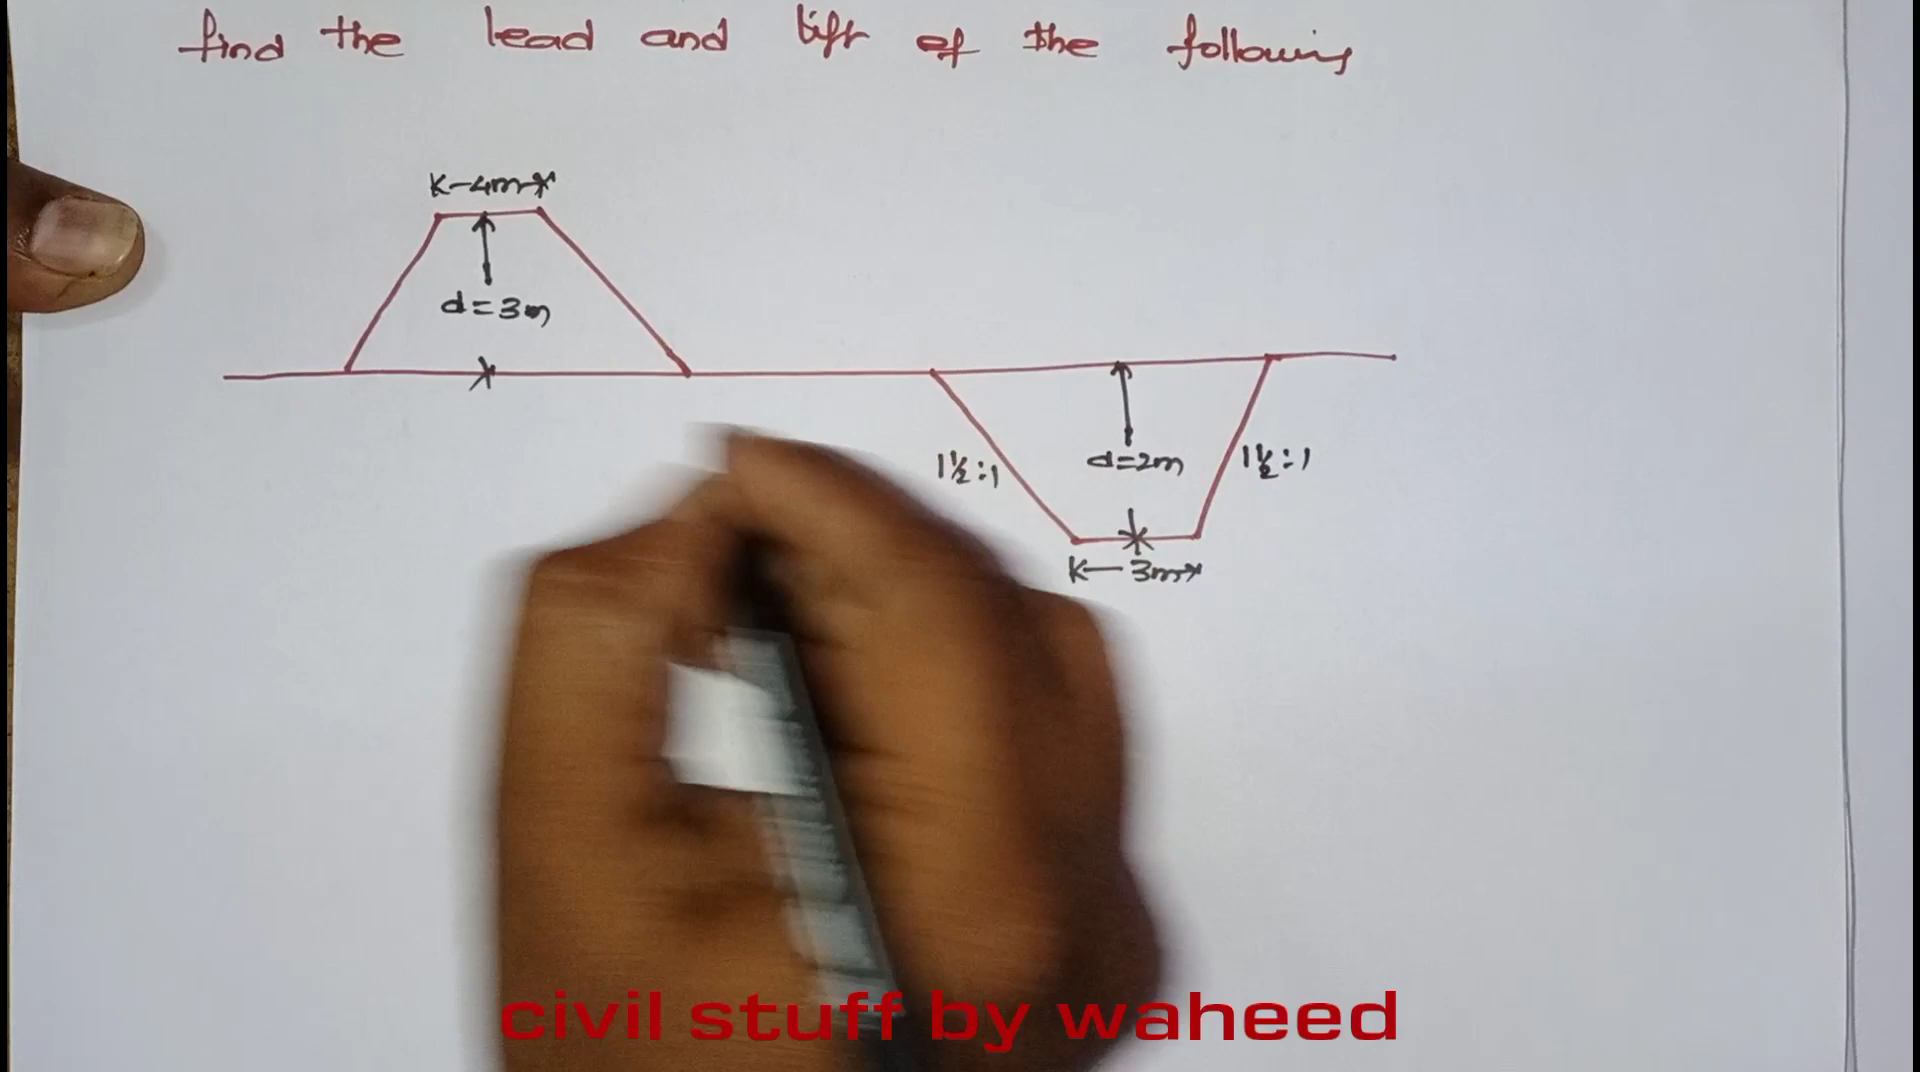 find the lead and lift of the following
4m
d=3m
1½:1
d=2m
1½:1
3m
civil stuff by waheed